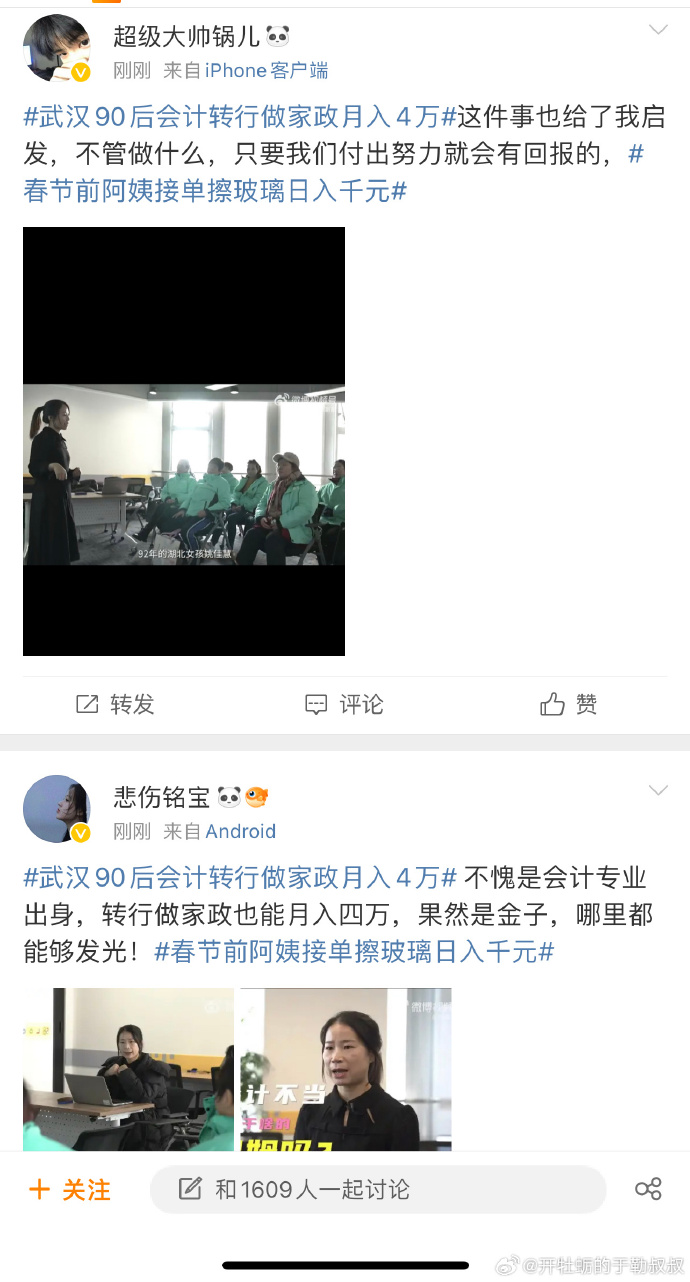 超级大帅锅儿🐼
刚刚 来自 iPhone客户端
#武汉90后会计转行做家政月入4万#这件事也给了我启
发，不管做什么，只要我们付出努力就会有回报的，#
春节前阿姨接单擦玻璃日入千元#
92年的湖北女孩姚佳慧
转发
评论
赞
悲伤铭宝🐼🐡
刚刚 来自 Android
#武汉90后会计转行做家政月入4万# 不愧是会计专业
出身，转行做家政也能月入四万，果然是金子，哪里都
能够发光！#春节前阿姨接单擦玻璃日入千元#
计不当
+ 关注
和1609人一起讨论
@开牡蛎的于勒叔叔